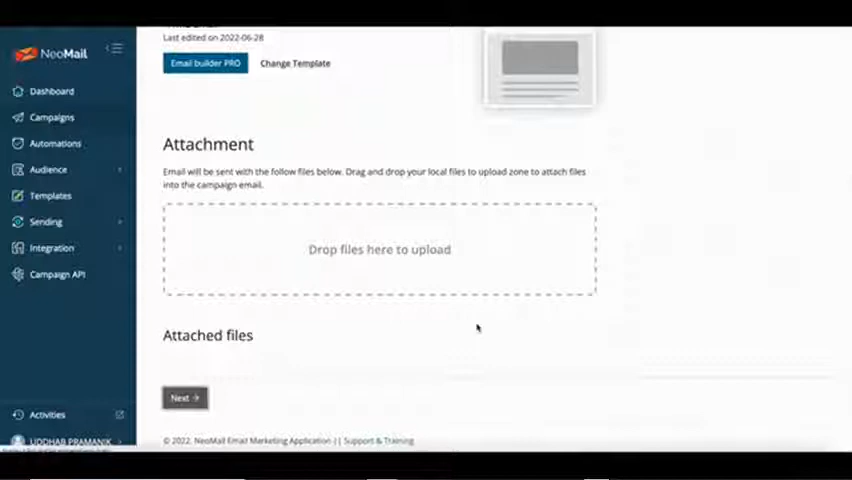 Last edited on 2022-06-28
NeoMail
Email builder PRO
Change Template
Dashboard
Campaigns
Automations
Audience
Templates
Sending
Integration
Campaign API
Attachment
Email will be sent with the follow files below. Drag and drop your local files to upload zone to attach files
into the campaign email.
Drop files here to upload
Attached files
Next →
Activities
UDDHAB PRAMANIK
© 2022. NeoMail Email Marketing Application || Support & Training